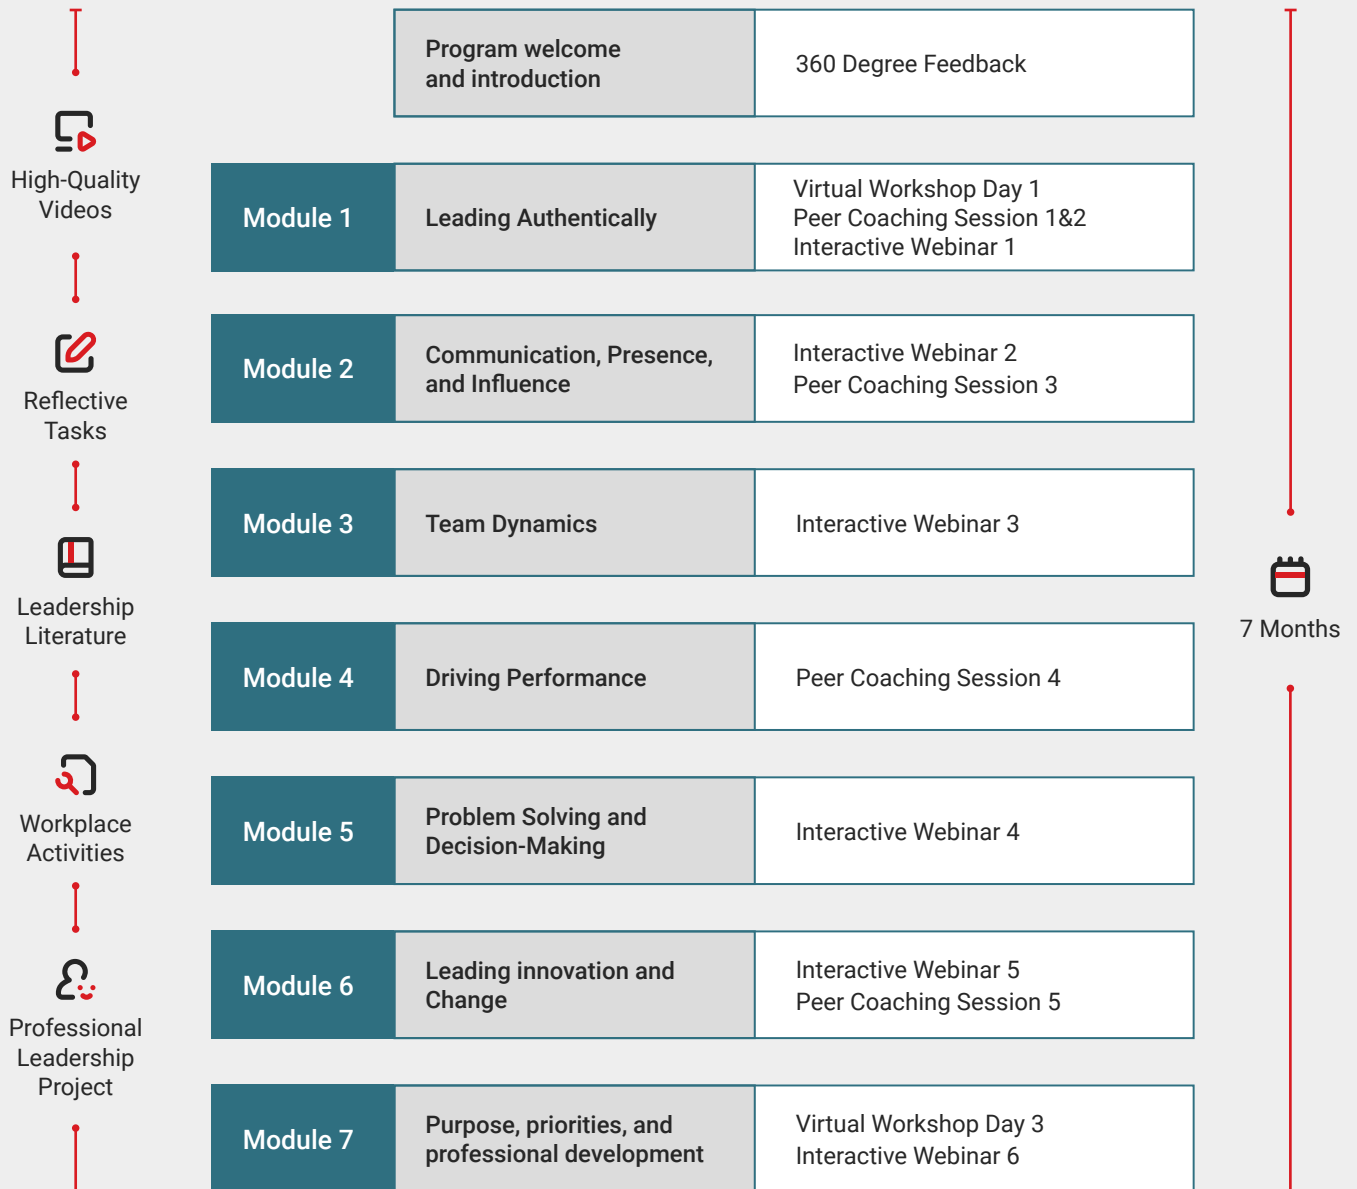 Program welcome
and introduction
360 Degree Feedback
High-Quality
Videos
Module 1
Leading Authentically
Virtual Workshop Day 1
Peer Coaching Session 1&2
Interactive Webinar 1
Reflective
Tasks
Module 2
Communication, Presence,
and Influence
Interactive Webinar 2
Peer Coaching Session 3
Leadership
Literature
Module 3
Team Dynamics
Interactive Webinar 3
7 Months
Module 4
Driving Performance
Peer Coaching Session 4
Workplace
Activities
Module 5
Problem Solving and
Decision-Making
Interactive Webinar 4
Professional
Leadership
Project
Module 6
Leading innovation and
Change
Interactive Webinar 5
Peer Coaching Session 5
Module 7
Purpose, priorities, and
professional development
Virtual Workshop Day 3
Interactive Webinar 6